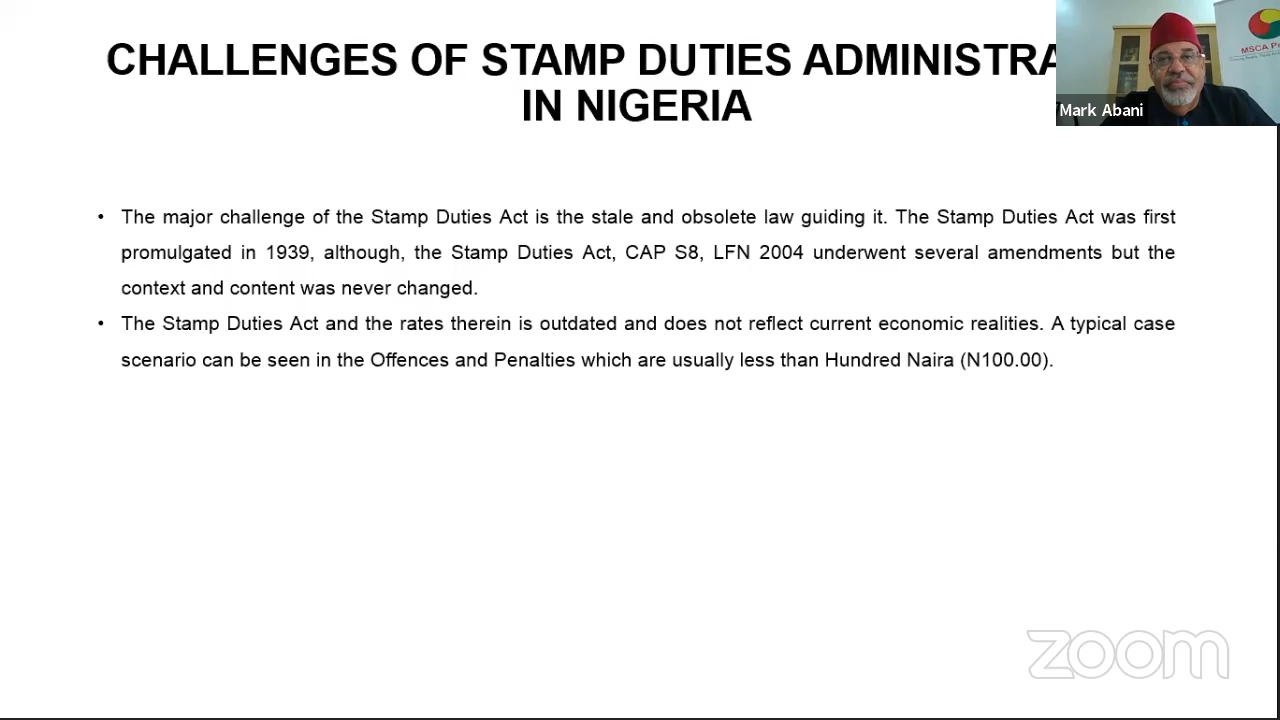 CHALLENGES OF STAMP DUTIES ADMINISTRA
IN NIGERIA
MSCA
Mark Abani
• The major challenge of the Stamp Duties Act is the stale and obsolete law guiding it. The Stamp Duties Act was first
promulgated in 1939, although, the Stamp Duties Act, CAP S8, LFN 2004 underwent several amendments but the
context and content was never changed.
• The Stamp Duties Act and the rates therein is outdated and does not reflect current economic realities. A typical case
scenario can be seen in the Offences and Penalties which are usually less than Hundred Naira (N100.00).
zoom